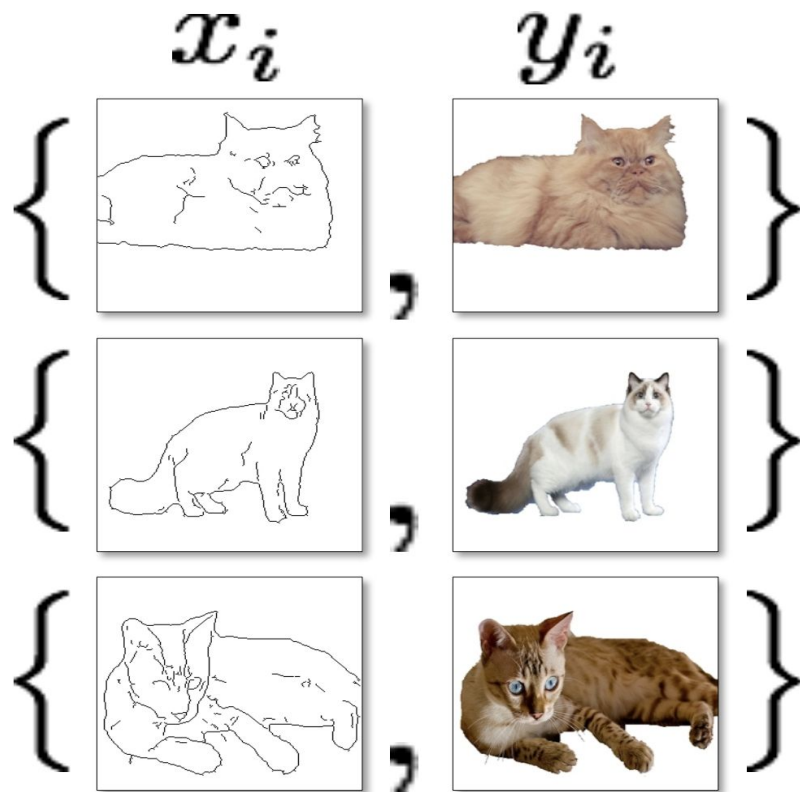 x_i y_i
{ , }
{ , }
{ , }